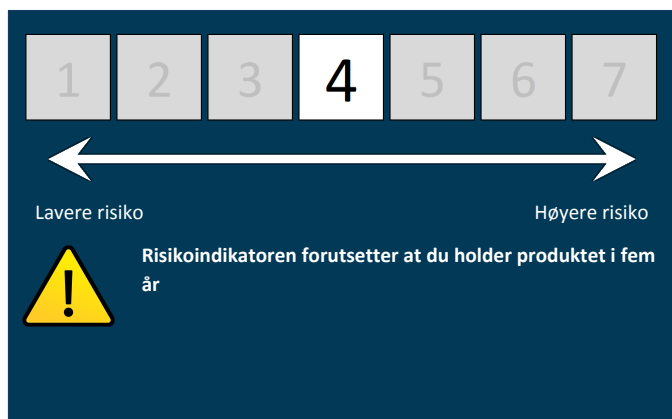 1 2 3 4 5 6 7
Lavere risiko Høyere risiko
Risikoindikatoren forutsetter at du holder produktet i fem
år